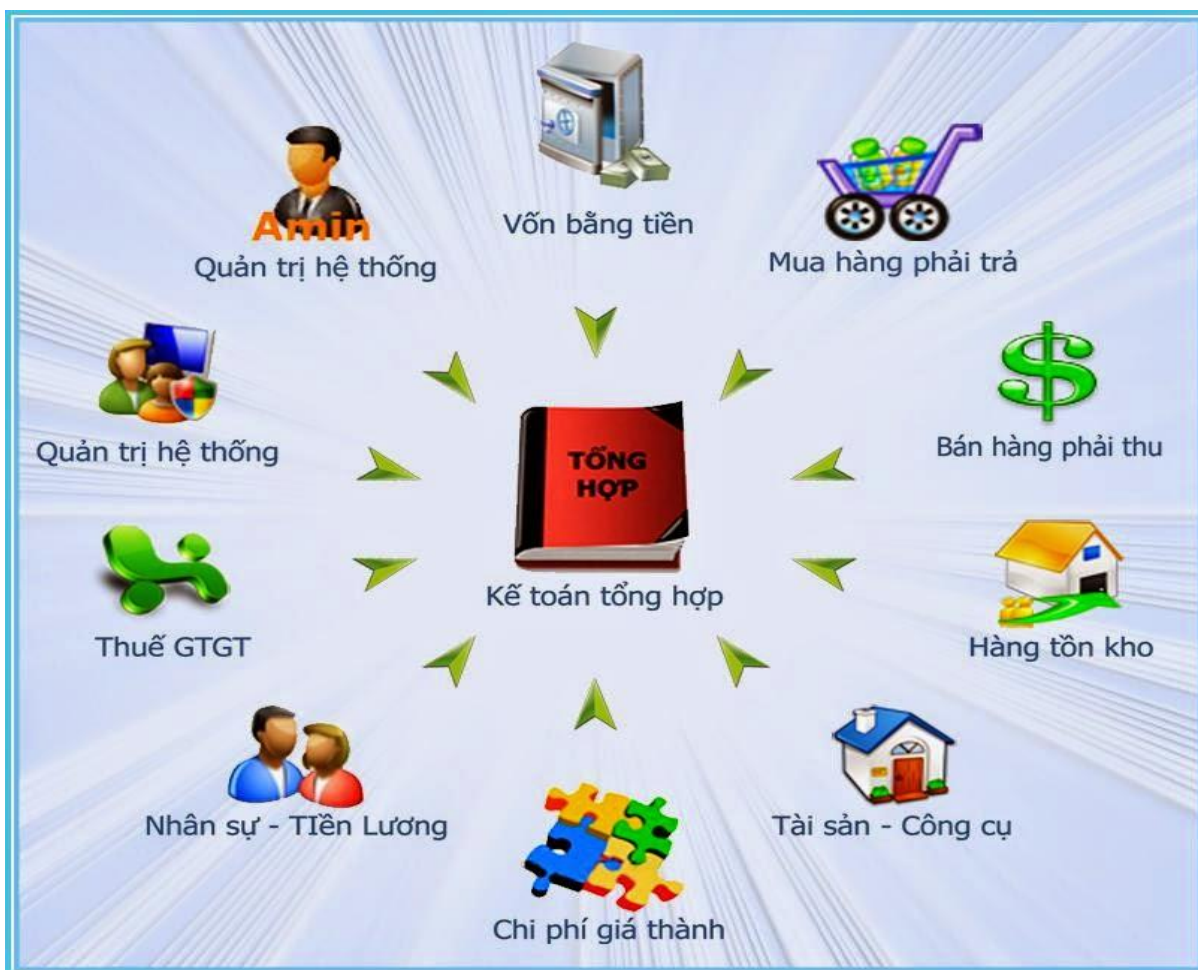 Vốn bằng tiền
Amin
Quản trị hệ thống
Mua hàng phải trả
Quản trị hệ thống
Bán hàng phải thu
TỔNG
HỢP
Kế toán tổng hợp
Thuế GTGT
Hàng tồn kho
Nhân sự - TIền Lương
Tài sản - Công cụ
Chi phí giá thành